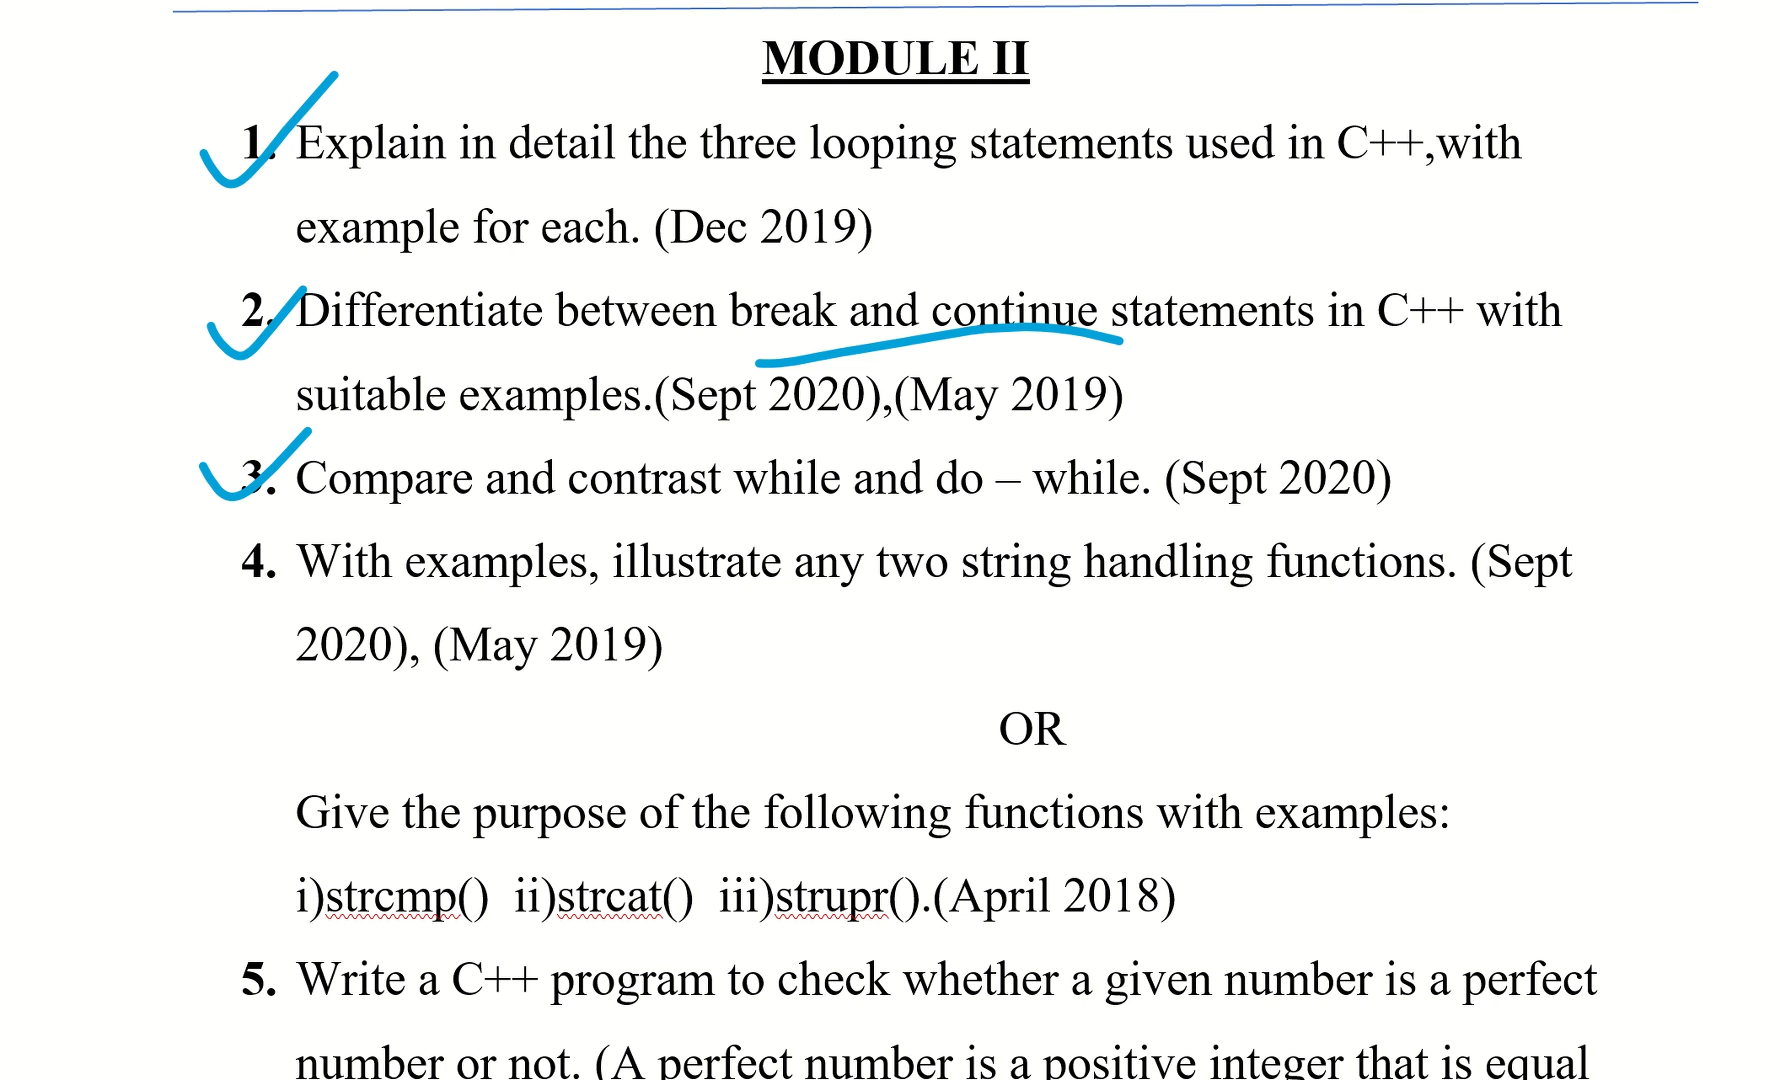 MODULE II
1. Explain in detail the three looping statements used in C++,with
example for each. (Dec 2019)
2. Differentiate between break and continue statements in C++ with
suitable examples.(Sept 2020),(May 2019)
3. Compare and contrast while and do – while. (Sept 2020)
4. With examples, illustrate any two string handling functions. (Sept
2020), (May 2019)
OR
Give the purpose of the following functions with examples:
i)strcmp() ii)strcat() iii)strupr().(April 2018)
5. Write a C++ program to check whether a given number is a perfect
number or not. (A perfect number is a positive integer that is equal